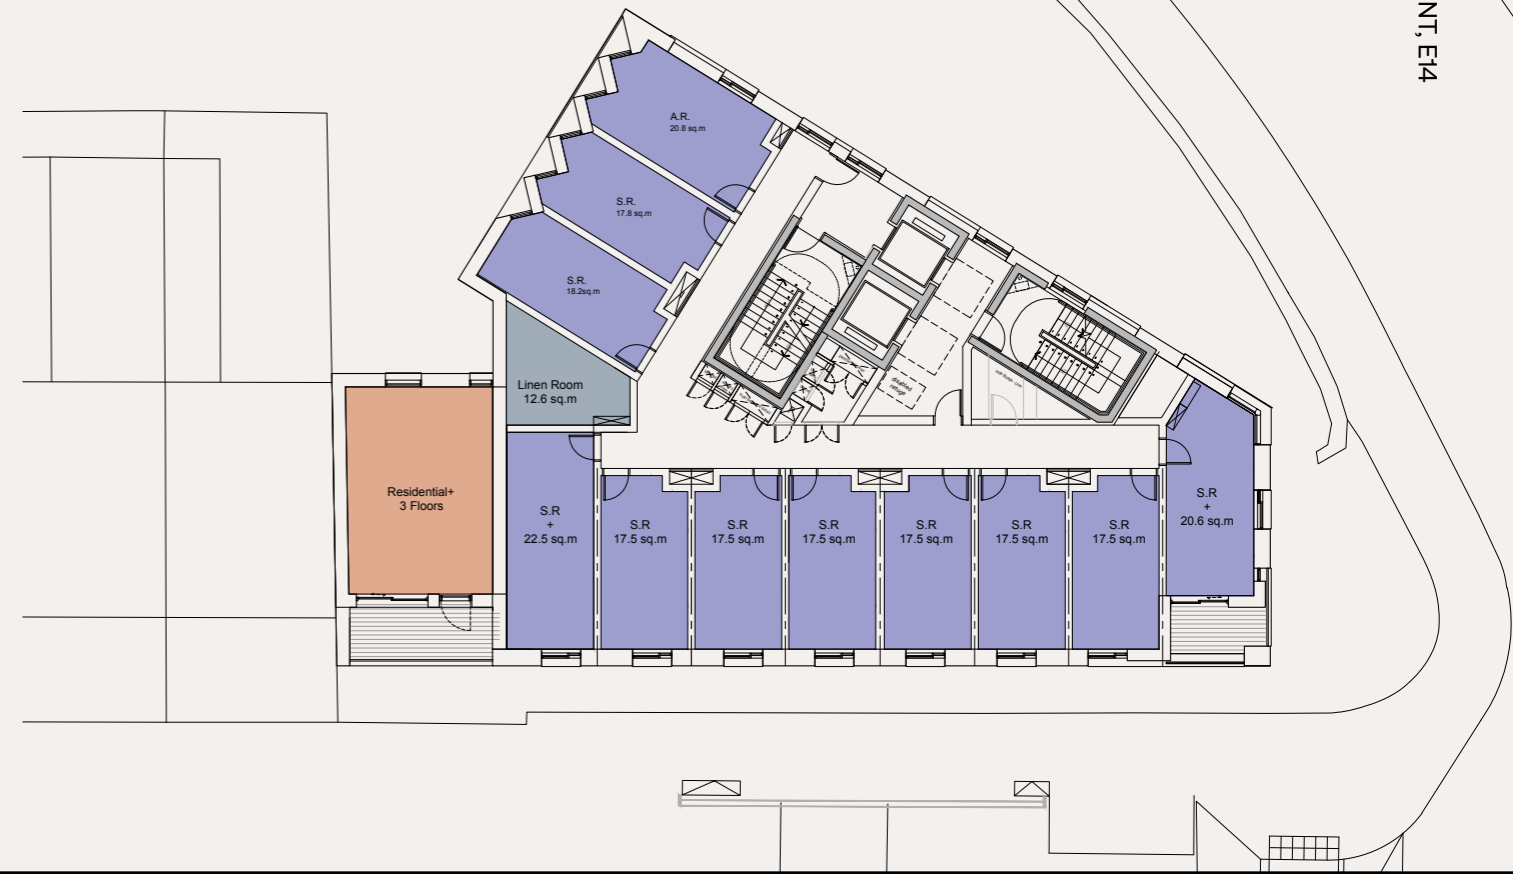 NT, E14
A.R.
20.8 sq.m
S.R.
17.8 sq.m
S.R.
18.2sq.m
Linen Room
12.6 sq.m
disabled
refuge
Residential+
3 Floors
S.R
+
22.5 sq.m
S.R
17.5 sq.m
S.R
17.5 sq.m
S.R
17.5 sq.m
S.R
17.5 sq.m
S.R
17.5 sq.m
S.R
17.5 sq.m
S.R
+
20.6 sq.m